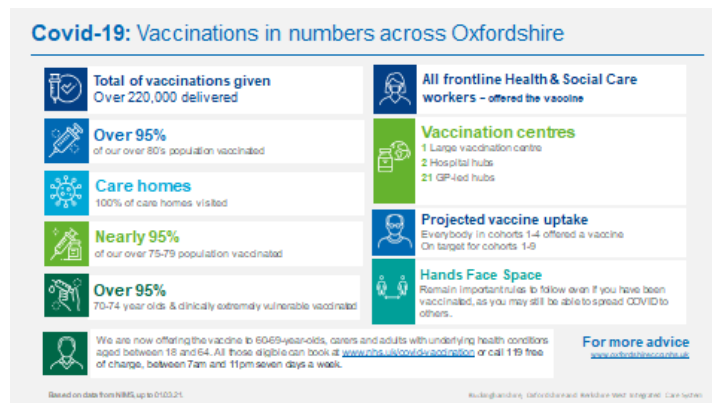 Covid-19: Vaccinations in numbers across Oxfordshire
Total of vaccinations given
Over 220,000 delivered
Over 95%
of our over 80's population vaccinated
Care homes
100% of care homes visited
Nearly 95%
of our over 75-79 population vaccinated
Over 95%
70-74 year olds & clinically extremely vulnerable vaccinated
All frontline Health & Social Care
workers – offered the vaccine
Vaccination centres
1 Large vaccination centre
2 Hospital hubs
21 GP-led hubs
Projected vaccine uptake
Everybody in cohorts 1-4 offered a vaccine
On target for cohorts 1-9
Hands Face Space
Remain important rules to follow even if you have been
vaccinated, as you may still be able to spread COVID to
others.
We are now offering the vaccine to 60-69-year-olds, carers and adults with underlying health conditions
aged between 18 and 64. All those eligible can book at www.nhs.uk/covid-vaccination or call 119 free
of charge, between 7am and 11pm seven days a week.
For more advice
www.oxfordshireccg.nhs.uk
Based on data from NIMS, up to 01.03.21.
Buckinghamshire, Oxfordshire and Berkshire West Integrated Care System